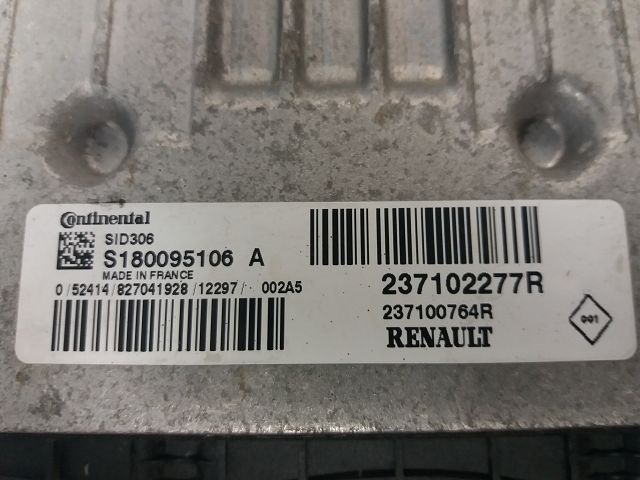 Continental
SID306
S180095106 A
MADE IN FRANCE
0/52414/827041928/12297/ 002A5
237102277R
237100764R
RENAULT
001